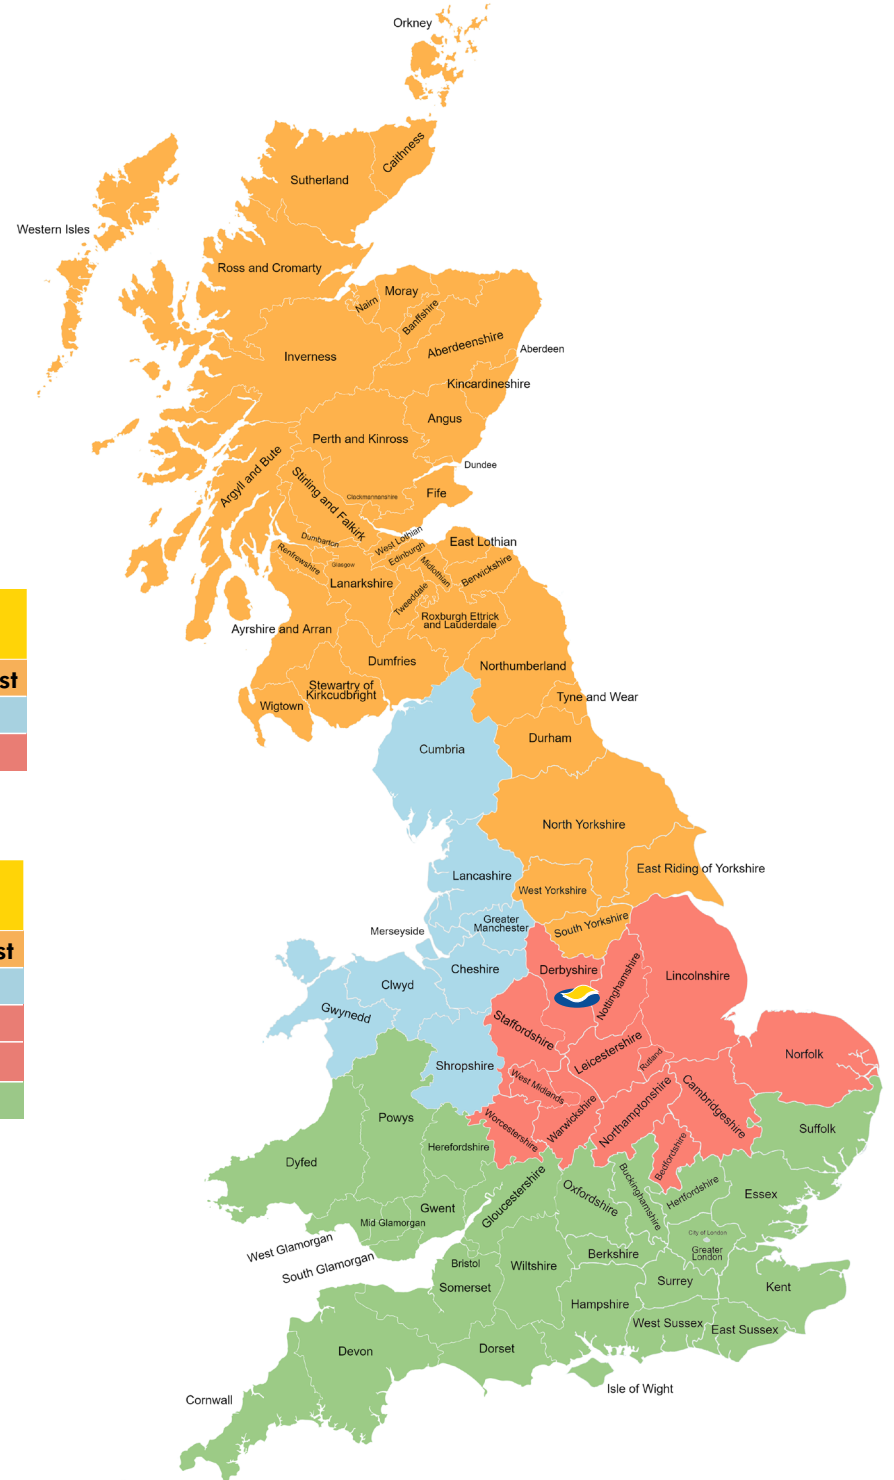 Orkney
Caithness
Sutherland
Western Isles
Ross and Cromarty
Moray
Nairn
Banffshire
Aberdeenshire
Aberdeen
Inverness
Kincardineshire
Angus
Perth and Kinross
Argyll and Bute
Dundee
Stirling and Falkirk
Clackmannanshire
Fife
Dumbarton
West Lothian
East Lothian
Renfrewshire
Glasgow
Edinburgh
Midlothian
Berwickshire
Lanarkshire
Tweeddale
Roxburgh Ettrick
and Lauderdale
Ayrshire and Arran
Dumfries
Northumberland
st
Stewartry of
Kirkcudbright
Wigtown
Tyne and Wear
Durham
Cumbria
North Yorkshire
East Riding of Yorkshire
Lancashire
West Yorkshire
Greater
Manchester
South Yorkshire
Merseyside
st
Cheshire
Derbyshire
Nottinghamshire
Lincolnshire
Clwyd
Gwynedd
Staffordshire
Leicestershire
Rutland
Norfolk
Shropshire
West Midlands
Powys
Worcestershire
Warwickshire
Northamptonshire
Cambridgeshire
Suffolk
Herefordshire
Bedfordshire
Dyfed
Gloucestershire
Oxfordshire
Buckinghamshire
Hertfordshire
Essex
Gwent
Mid Glamorgan
City of London
West Glamorgan
South Glamorgan
Bristol
Wiltshire
Berkshire
Greater
London
Somerset
Surrey
Kent
Hampshire
West Sussex
East Sussex
Devon
Dorset
Isle of Wight
Cornwall